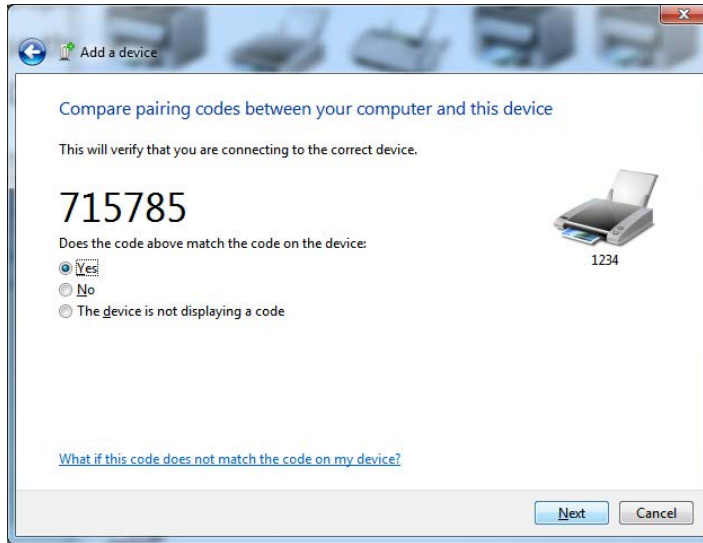 Add a device
Compare pairing codes between your computer and this device
This will verify that you are connecting to the correct device.
715785
Does the code above match the code on the device:
1234
Yes
No
The device is not displaying a code
What if this code does not match the code on my device?
Next Cancel